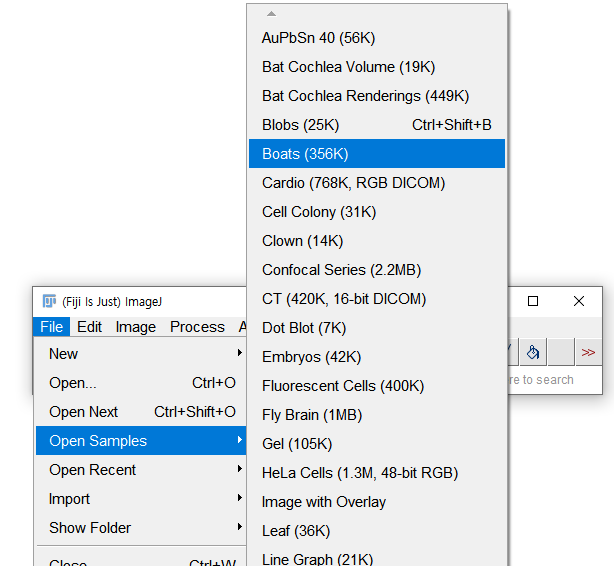 AuPbSn 40 (56K)
Bat Cochlea Volume (19K)
Bat Cochlea Renderings (449K)
Blobs (25K) Ctrl+Shift+B
Boats (356K)
Cardio (768K, RGB DICOM)
Cell Colony (31K)
Clown (14K)
Confocal Series (2.2MB)
CT (420K, 16-bit DICOM)
Dot Blot (7K)
Embryos (42K)
Fluorescent Cells (400K)
Fly Brain (1MB)
Gel (105K)
HeLa Cells (1.3M, 48-bit RGB)
Image with Overlay
Leaf (36K)
Line Graph (21K)
(Fiji Is Just) ImageJ
File Edit Image Process A
>>
re to search
New
Open... Ctrl+O
Open Next Ctrl+Shift+O
Open Samples
Open Recent
Import
Show Folder
Close Ctrl+W